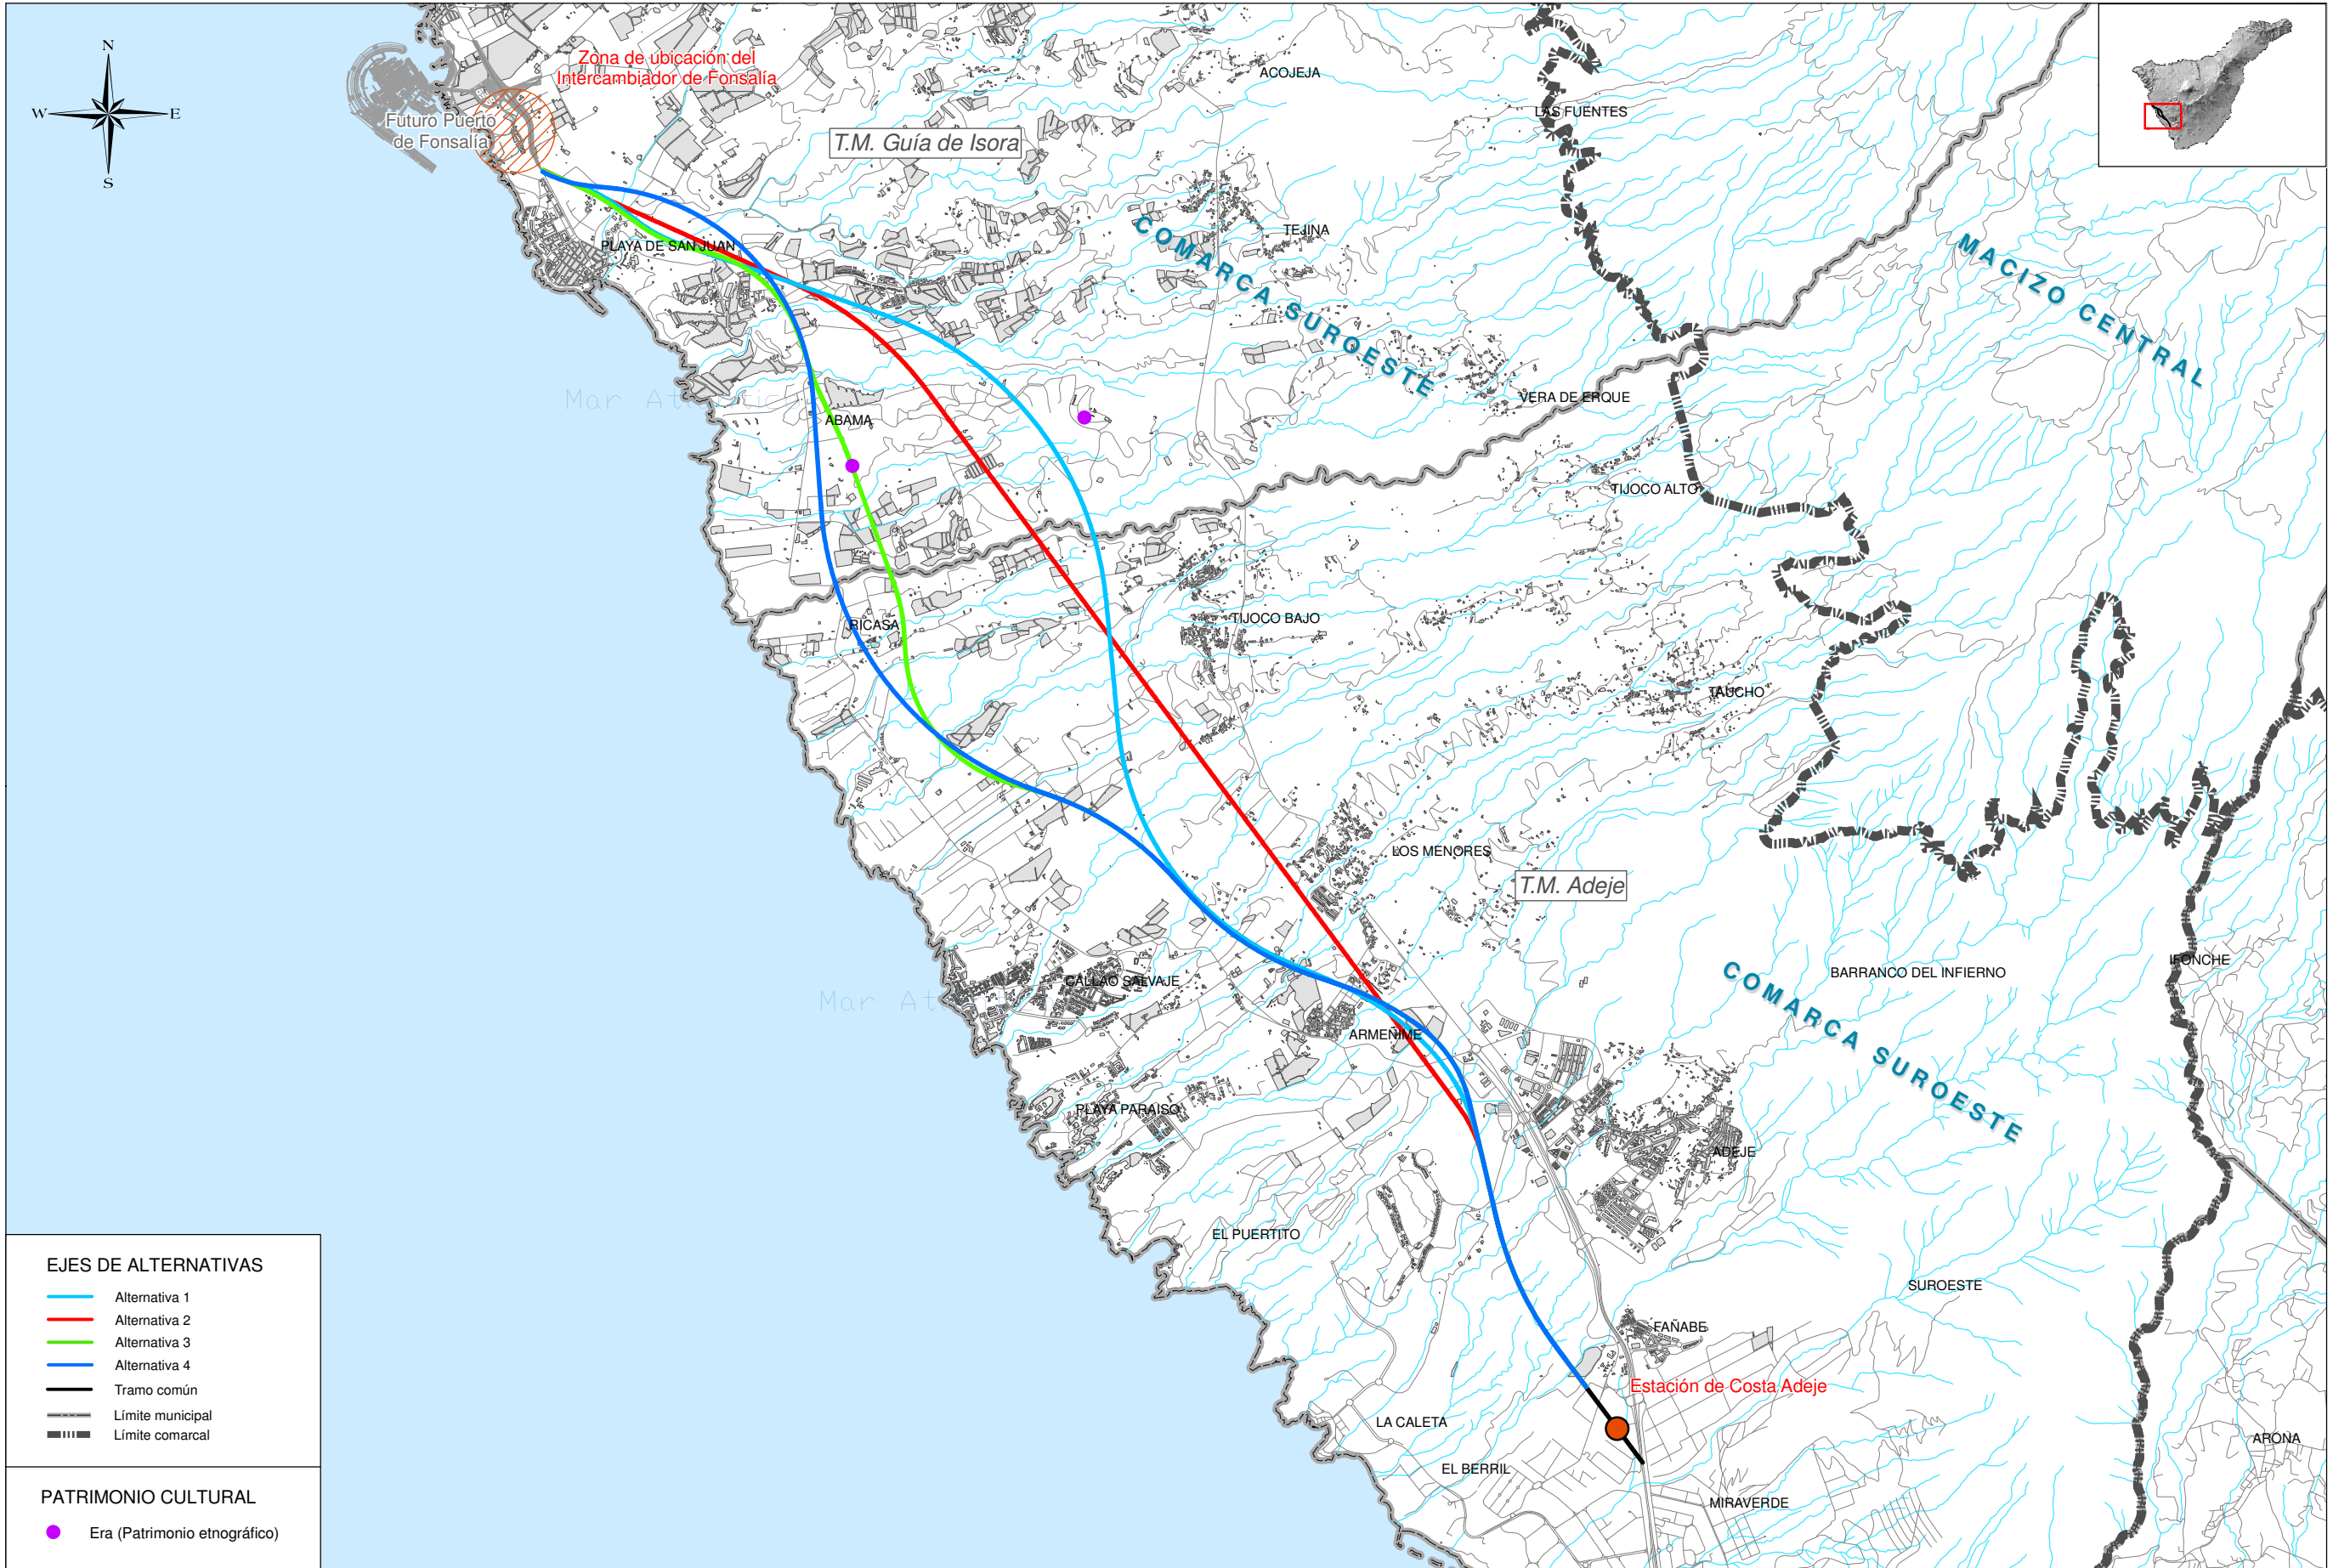 N
W
E
S
Zona de ubicación del
Intercambiador de Fonsalía
Futuro Puerto
de Fonsalía
T.M. Guía de Isora
ACOJEJA
LAS FUENTES
COMARCA SUROESTE
MACIZO CENTRAL
TEJINA
PLAYA DE SAN JUAN
VERA DE ERQUE
Mar Atlántico
ABAMA
TIJOCO ALTO
TIJOCO BAJO
RICASA
TAUCHO
LOS MENORES
T.M. Adeje
COMARCA SUROESTE
BARRANCO DEL INFIERNO
IFONCHE
CALLAO SALVAJE
Mar At
ARMEÑIME
PLAYA PARAISO
ADEJE
EL PUERTITO
SUROESTE
FAÑABE
Estación de Costa Adeje
LA CALETA
ARONA
EL BERRIL
MIRAVERDE
EJES DE ALTERNATIVAS
Alternativa 1
Alternativa 2
Alternativa 3
Alternativa 4
Tramo común
Límite municipal
Límite comarcal
PATRIMONIO CULTURAL
Era (Patrimonio etnográfico)